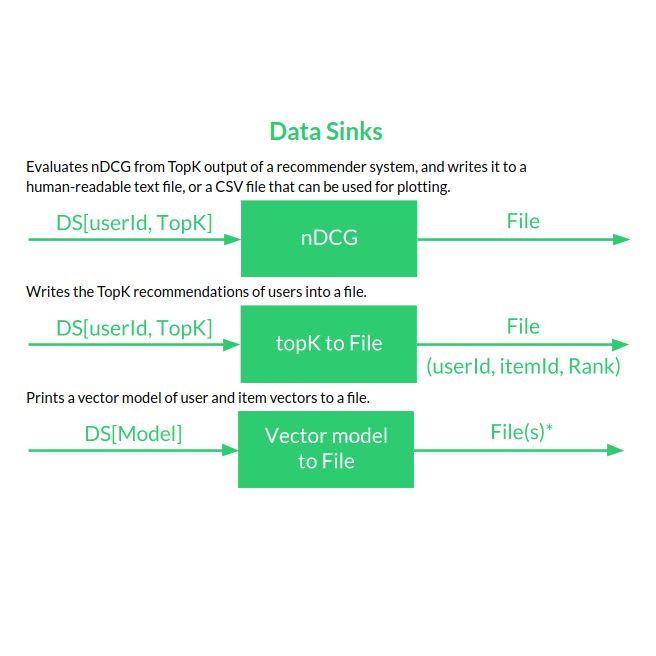 Data Sinks
Evaluates nDCG from TopK output of a recommender system, and writes it to a
human-readable text file, or a CSV file that can be used for plotting.
DS[userId, TopK]
nDCG
File
Writes the TopK recommendations of users into a file.
DS[userId, TopK]
topK to File
File
(userId, itemId, Rank)
Prints a vector model of user and item vectors to a file.
DS[Model]
Vector model
to File
File(s)*